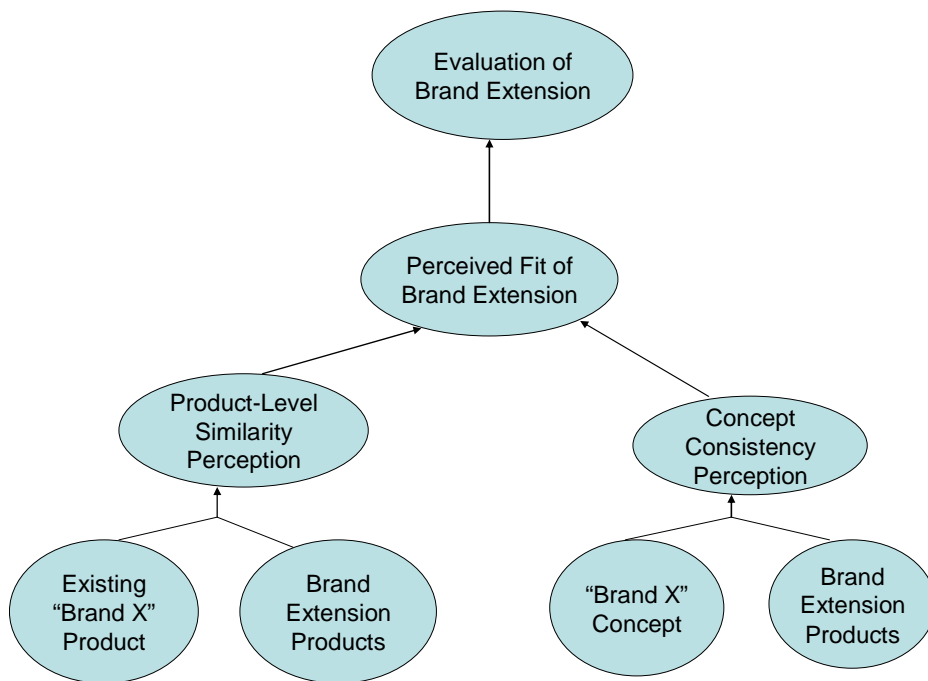 Evaluation of
Brand Extension
Perceived Fit of
Brand Extension
Product-Level
Similarity
Perception
Concept
Consistency
Perception
Existing
“Brand X”
Product
Brand
Extension
Products
“Brand X”
Concept
Brand
Extension
Products